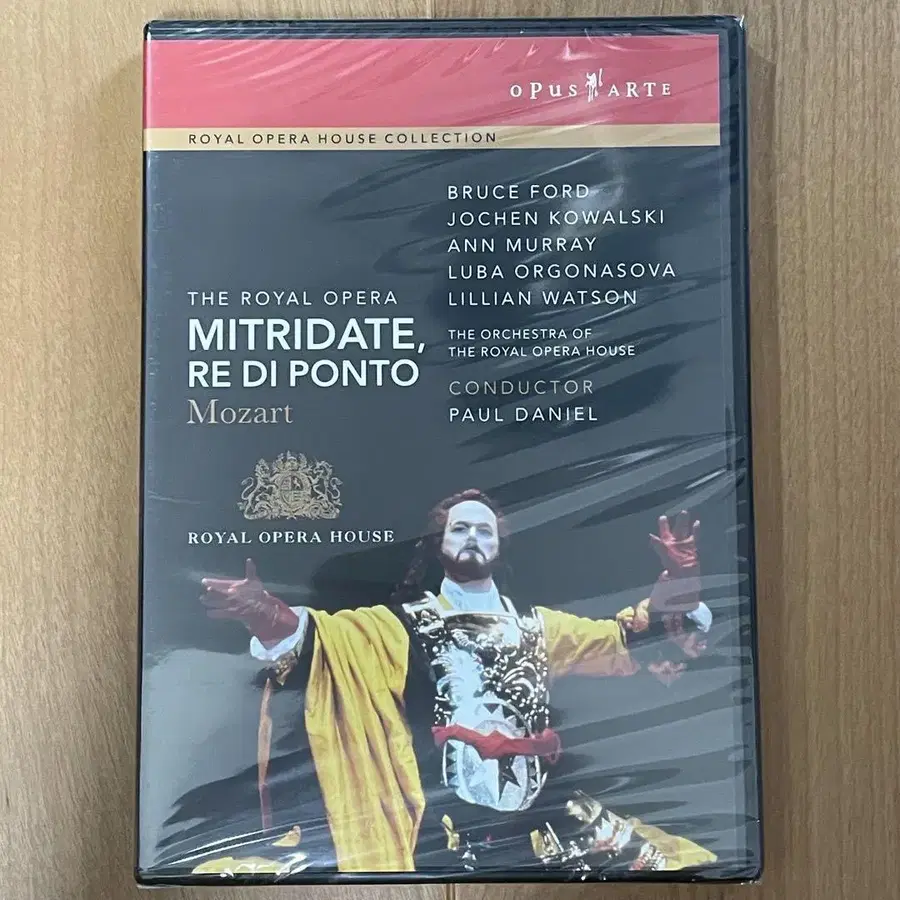 OPUS ARTE
ROYAL OPERA HOUSE COLLECTION
BRUCE FORD
JOCHEN KOWALSKI
ANN MURRAY
LUBA ORGONASOVA
LILLIAN WATSON
THE ORCHESTRA OF
THE ROYAL OPERA HOUSE
CONDUCTOR
PAUL DANIEL
THE ROYAL OPERA
MITRIDATE,
RE DI PONTO
Mozart
ROYAL OPERA HOUSE